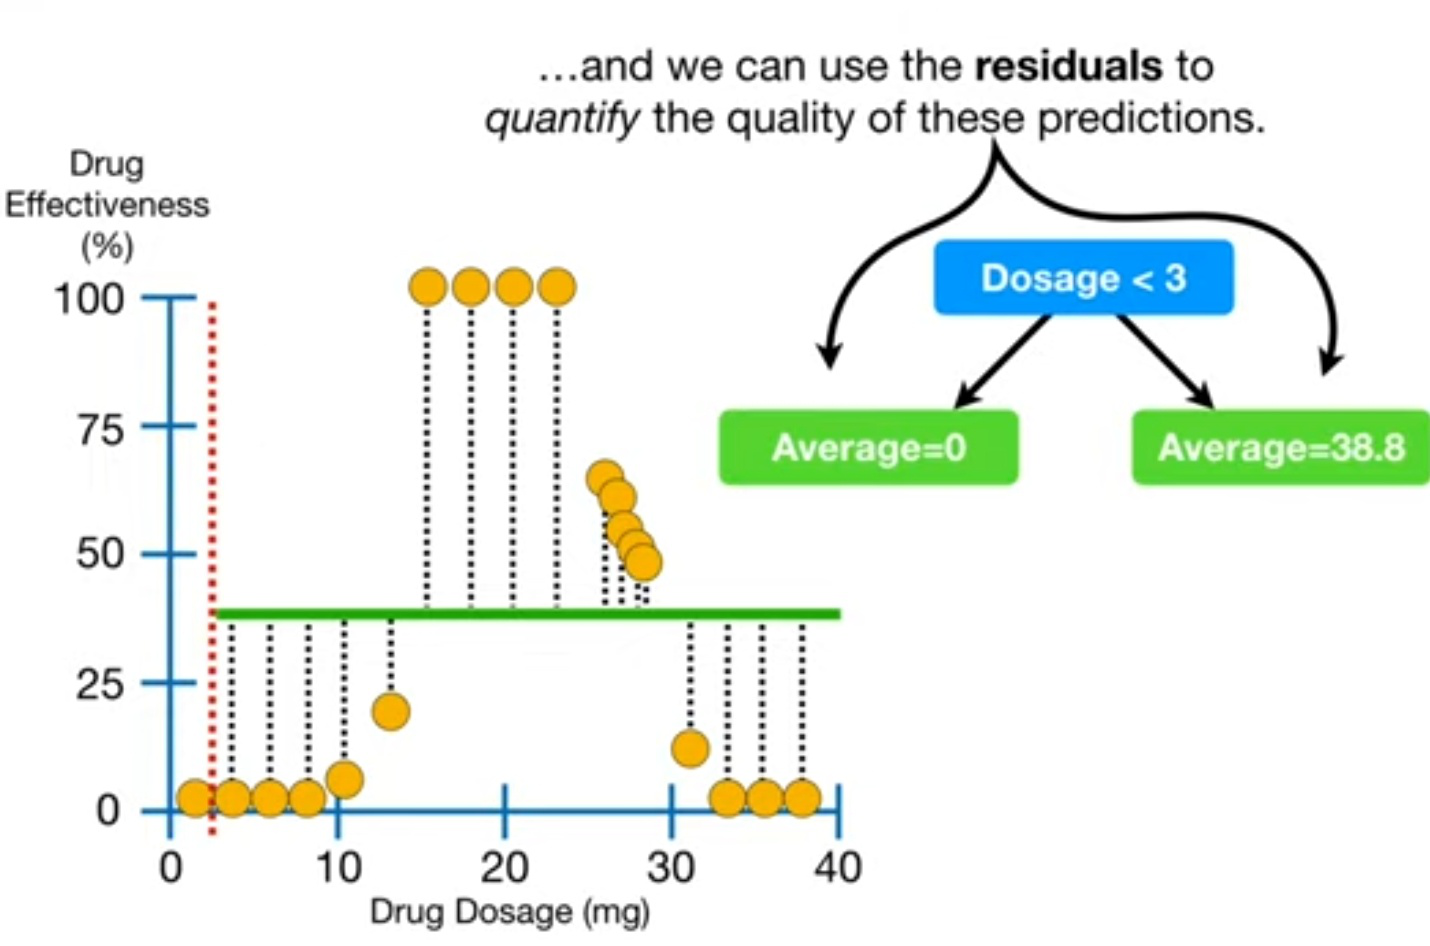 …and we can use the residuals to
quantify the quality of these predictions.
Drug
Effectiveness
(%)
Dosage < 3
Average=0
Average=38.8
100
75
50
25
0
0
10
20
30
40
Drug Dosage (mg)